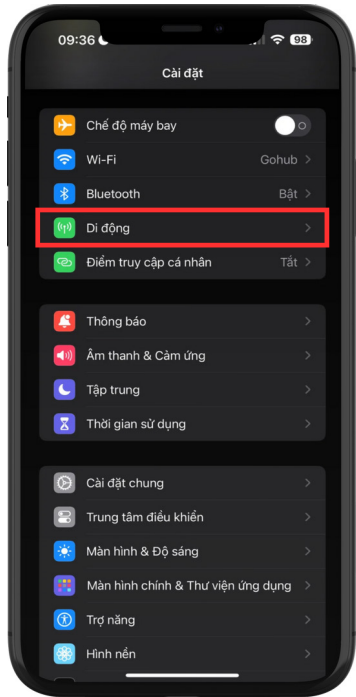 09:36
98
Cài đặt
Chế độ máy bay
Wi-Fi Gohub
Bluetooth Bật
Di động
Điểm truy cập cá nhân Tắt
Thông báo
Âm thanh & Cảm ứng
Tập trung
Thời gian sử dụng
Cài đặt chung
Trung tâm điều khiển
Màn hình & Độ sáng
Màn hình chính & Thư viện ứng dụng
Trợ năng
Hình nền